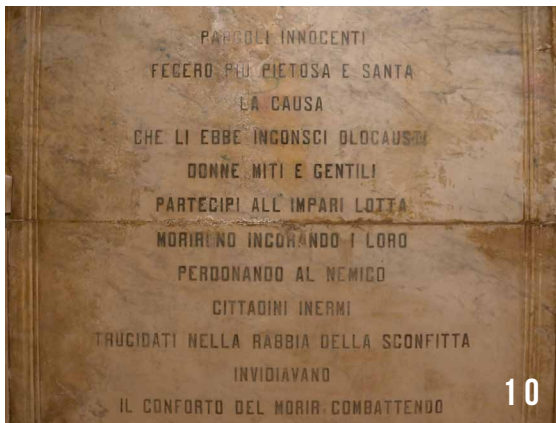 PARGOLI INNOCENTI
FECERO PIÙ PIETOSA E SANTA
LA CAUSA
CHE LI EBBE INCONSCI OLOCAUSTI
DONNE MITI E GENTILI
PARTECIPI ALL'IMPARI LOTTA
MORIRONO INCORANDO I LORO
PERDONANDO AL NEMICO
CITTADINI INERMI
TRUCIDATI NELLA RABBIA DELLA SCONFITTA
INVIDIAVANO
IL CONFORTO DEL MORIR COMBATTENDO
10